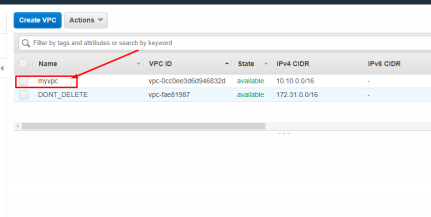 Create VPC Actions
Filter by tags and attributes or search by keyword
Name VPC ID State IPv4 CIDR IPv6 CIDR
myvpc vpc-0cc0ee3d6d946832d available 10.10.0.0/16 -
DONT_DELETE vpc-fae81987 available 172.31.0.0/16 -